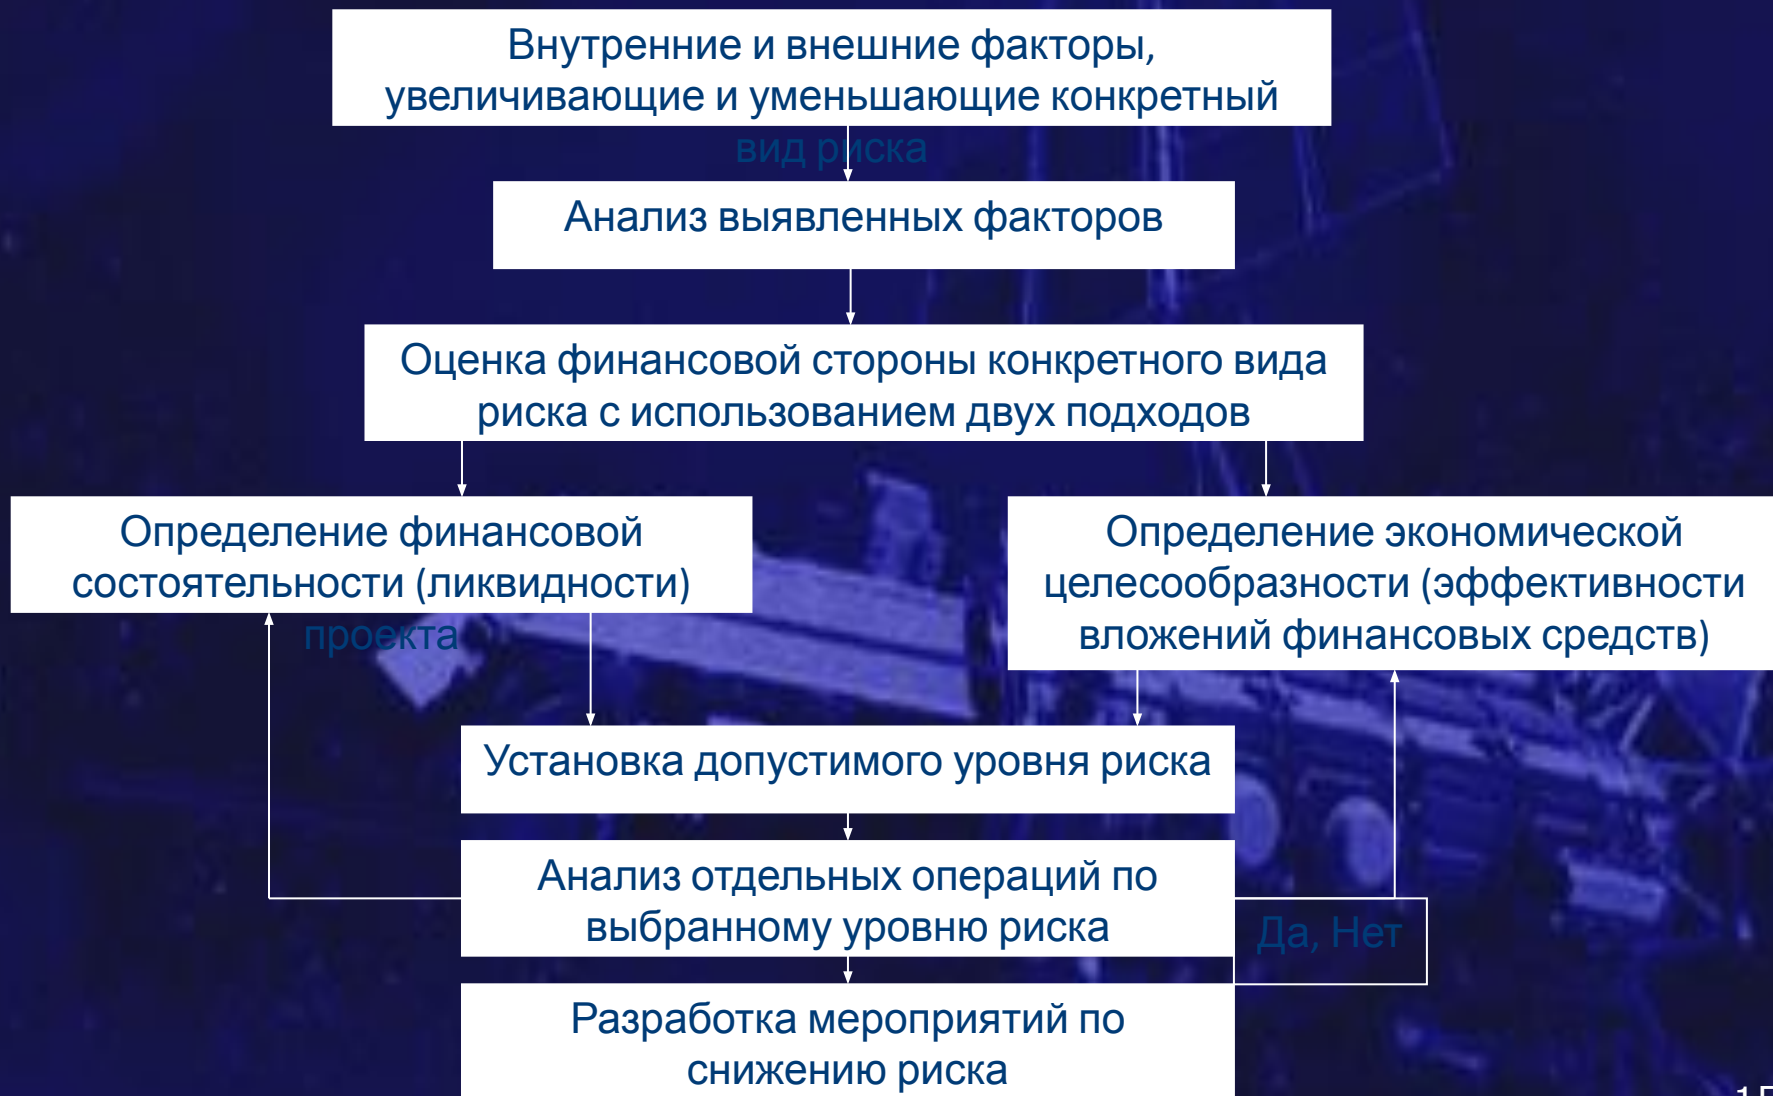 Внутренние и внешние факторы,
увеличивающие и уменьшающие конкретный
вид риска
Анализ выявленных факторов
Оценка финансовой стороны конкретного вида
риска с использованием двух подходов
Определение финансовой
состоятельности (ликвидности)
проекта
Определение экономической
целесообразности (эффективности
вложений финансовых средств)
Установка допустимого уровня риска
Анализ отдельных операций по
выбранному уровню риска
Да, Нет
Разработка мероприятий по
снижению риска